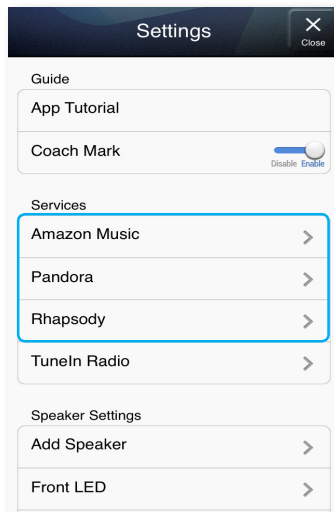 Settings
Close
Guide
App Tutorial
Coach Mark
Disable Enable
Services
Amazon Music
Pandora
Rhapsody
TuneIn Radio
Speaker Settings
Add Speaker
Front LED